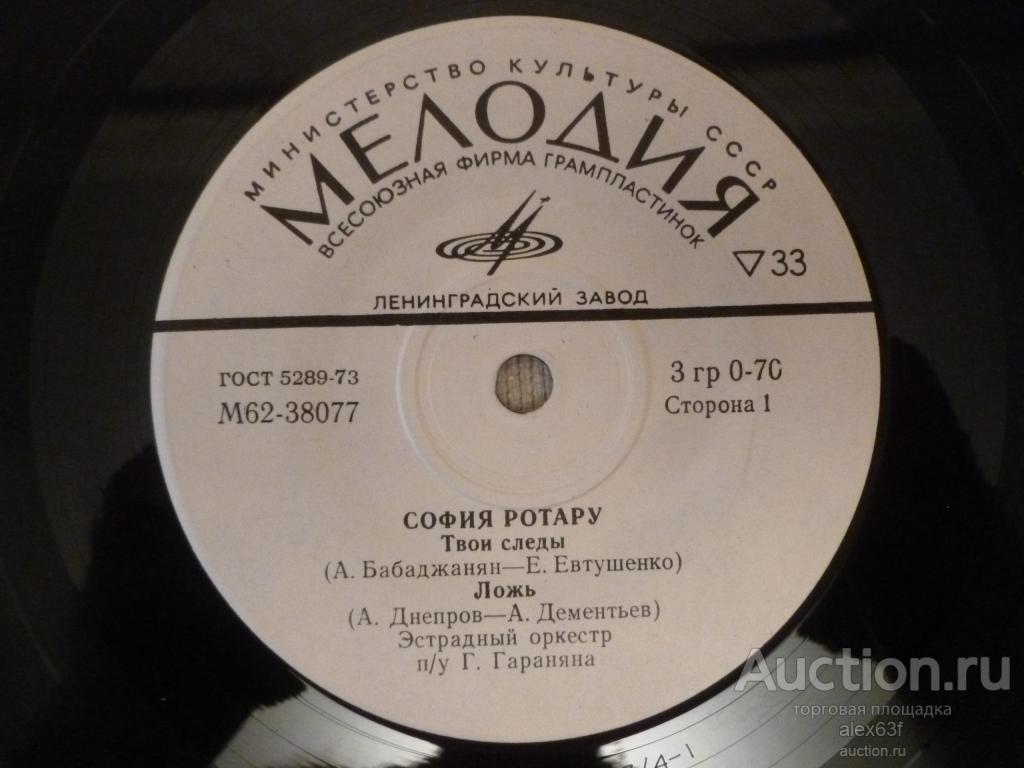 МИНИСТЕРСТВО КУЛЬТУРЫ СССР
МЕЛОДИЯ
ВСЕСОЮЗНАЯ ФИРМА ГРАМПЛАСТИНОК
▽33
ЛЕНИНГРАДСКИЙ ЗАВОД
ГОСТ 5289-73
М62-38077
3 гр 0-70
Сторона 1
СОФИЯ РОТАРУ
Твои следы
(А. Бабаджанян—Е. Евтушенко)
Ложь
(А. Днепров—А. Дементьев)
Эстрадный оркестр
п/у Г. Гараняна
Auction.ru
торговая площадка
alex63f
auction.ru